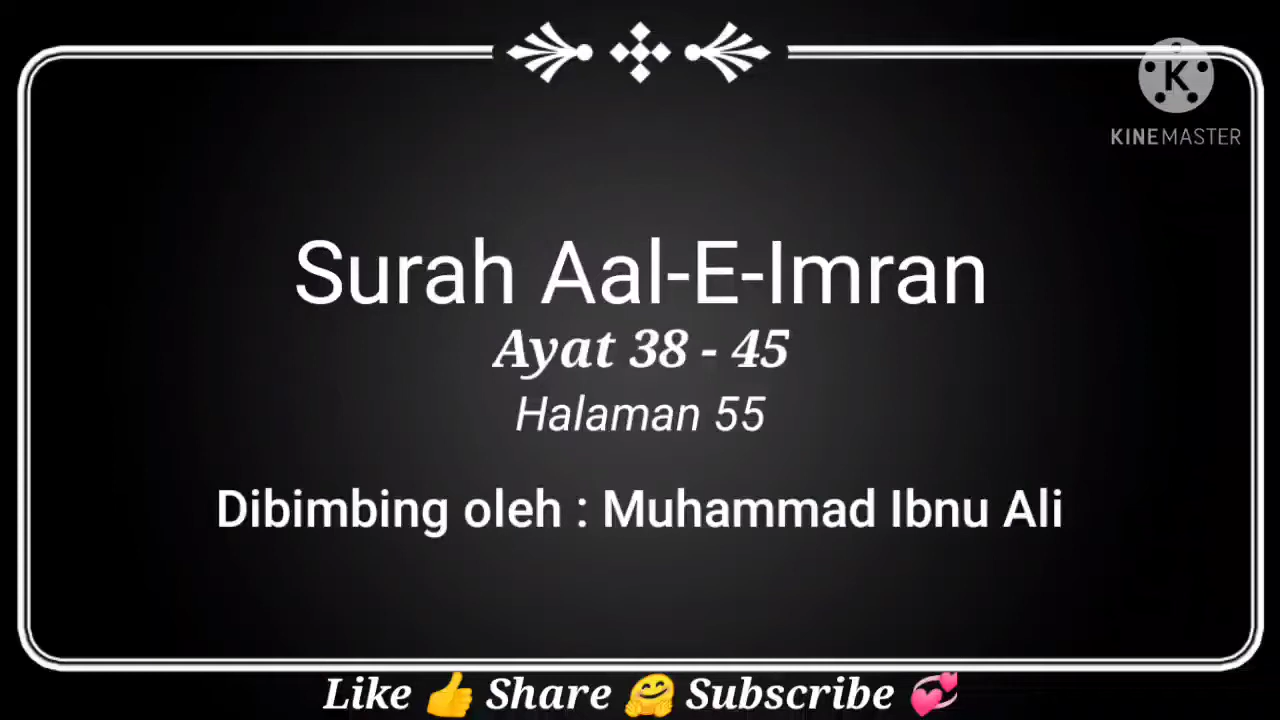 K
KINEMASTER
Surah Aal-E-Imran
Ayat 38 - 45
Halaman 55
Dibimbing oleh : Muhammad Ibnu Ali
Like 👍 Share 🤗 Subscribe 💞